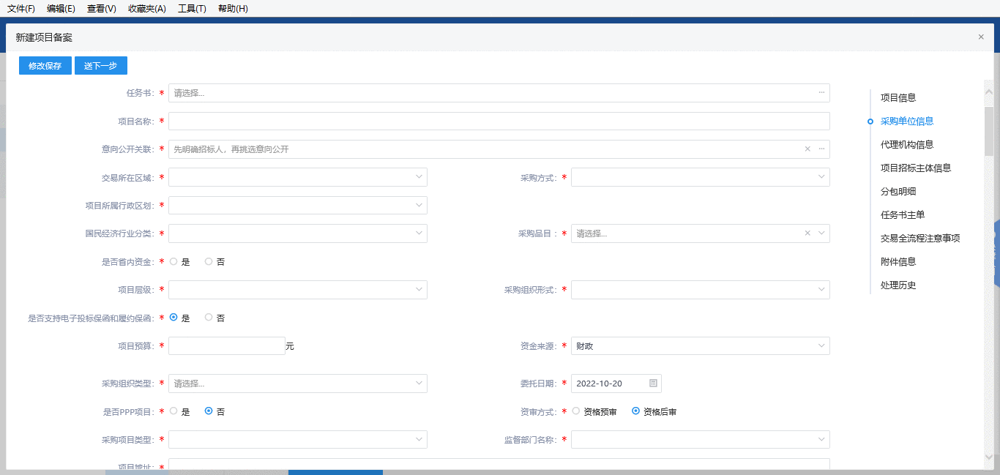 文件(F) 编辑(E) 查看(V) 收藏夹(A) 工具(T) 帮助(H)
新建项目备案 ×
修改保存 送下一步
任务书: * 请选择... ...
项目名称: *
意向公开关联: * 先明确招标人，再挑选意向公开 × ...
交易所在区域: * 采购方式: *
项目所属行政区划: *
国民经济行业分类: * 采购品目: * 请选择... ×
是否省内资金: * 是 否
项目层级: * 采购组织形式: *
是否支持电子投标保函和履约保函: * 是 否
项目预算: * 元 资金来源: * 财政
采购组织类型: * 请选择... 委托日期: * 2022-10-20
是否PPP项目: * 是 否 资审方式: * 资格预审 资格后审
采购项目类型: * 监督部门名称: *
项目地址: *
项目信息
采购单位信息
代理机构信息
项目招标主体信息
分包明细
任务书主单
交易全流程注意事项
附件信息
处理历史